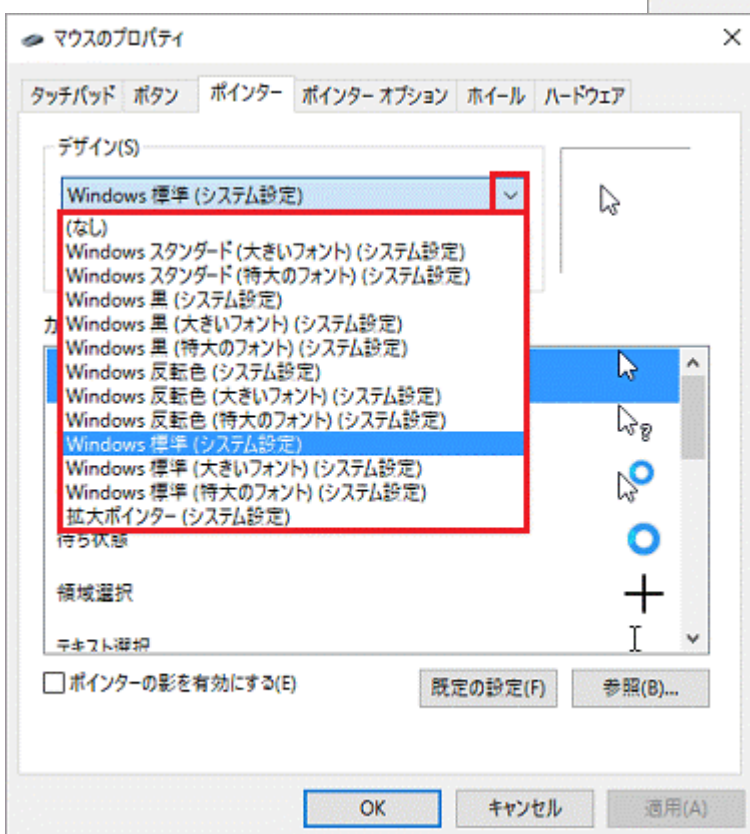 マウスのプロパティ
タッチパッド ボタン ポインター ポインター オプション ホイール ハードウェア
デザイン(S)
Windows 標準 (システム設定)
(なし)
Windows スタンダード (大きいフォント) (システム設定)
Windows スタンダード (特大のフォント) (システム設定)
Windows 黒 (システム設定)
Windows 黒 (大きいフォント) (システム設定)
Windows 黒 (特大のフォント) (システム設定)
Windows 反転色 (システム設定)
Windows 反転色 (大きいフォント) (システム設定)
Windows 反転色 (特大のフォント) (システム設定)
Windows 標準 (システム設定)
Windows 標準 (大きいフォント) (システム設定)
Windows 標準 (特大のフォント) (システム設定)
拡大ポインター (システム設定)
待ち状態
領域選択
テキスト選択
ポインターの影を有効にする(E)
既定の設定(F) 参照(B)...
OK キャンセル 適用(A)